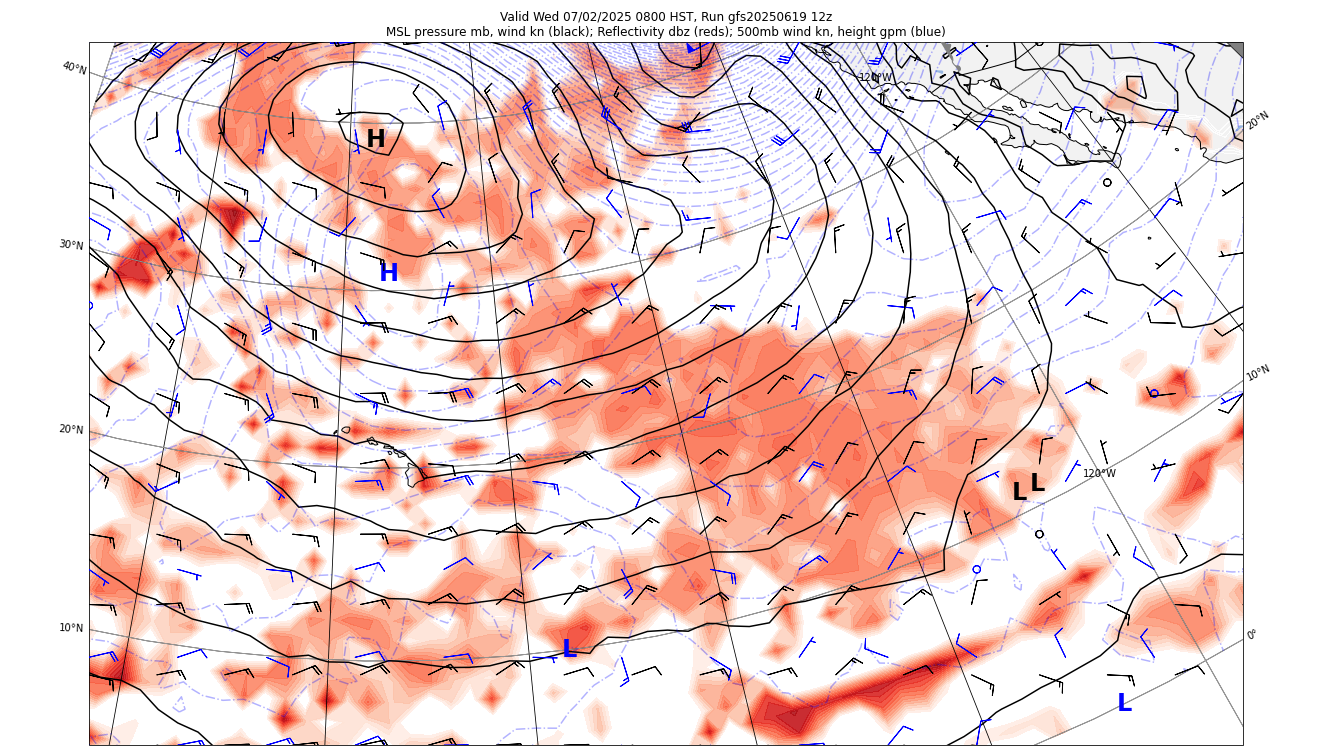 Valid Wed 07/02/2025 0800 HST, Run gfs20250619 12z
MSL pressure mb, wind kn (black); Reflectivity dbz (reds); 500mb wind kn, height gpm (blue)
40°N
120°W
20°N
H
30°N
H
10°N
20°N
120°W
L L
10°N
0°
L
L